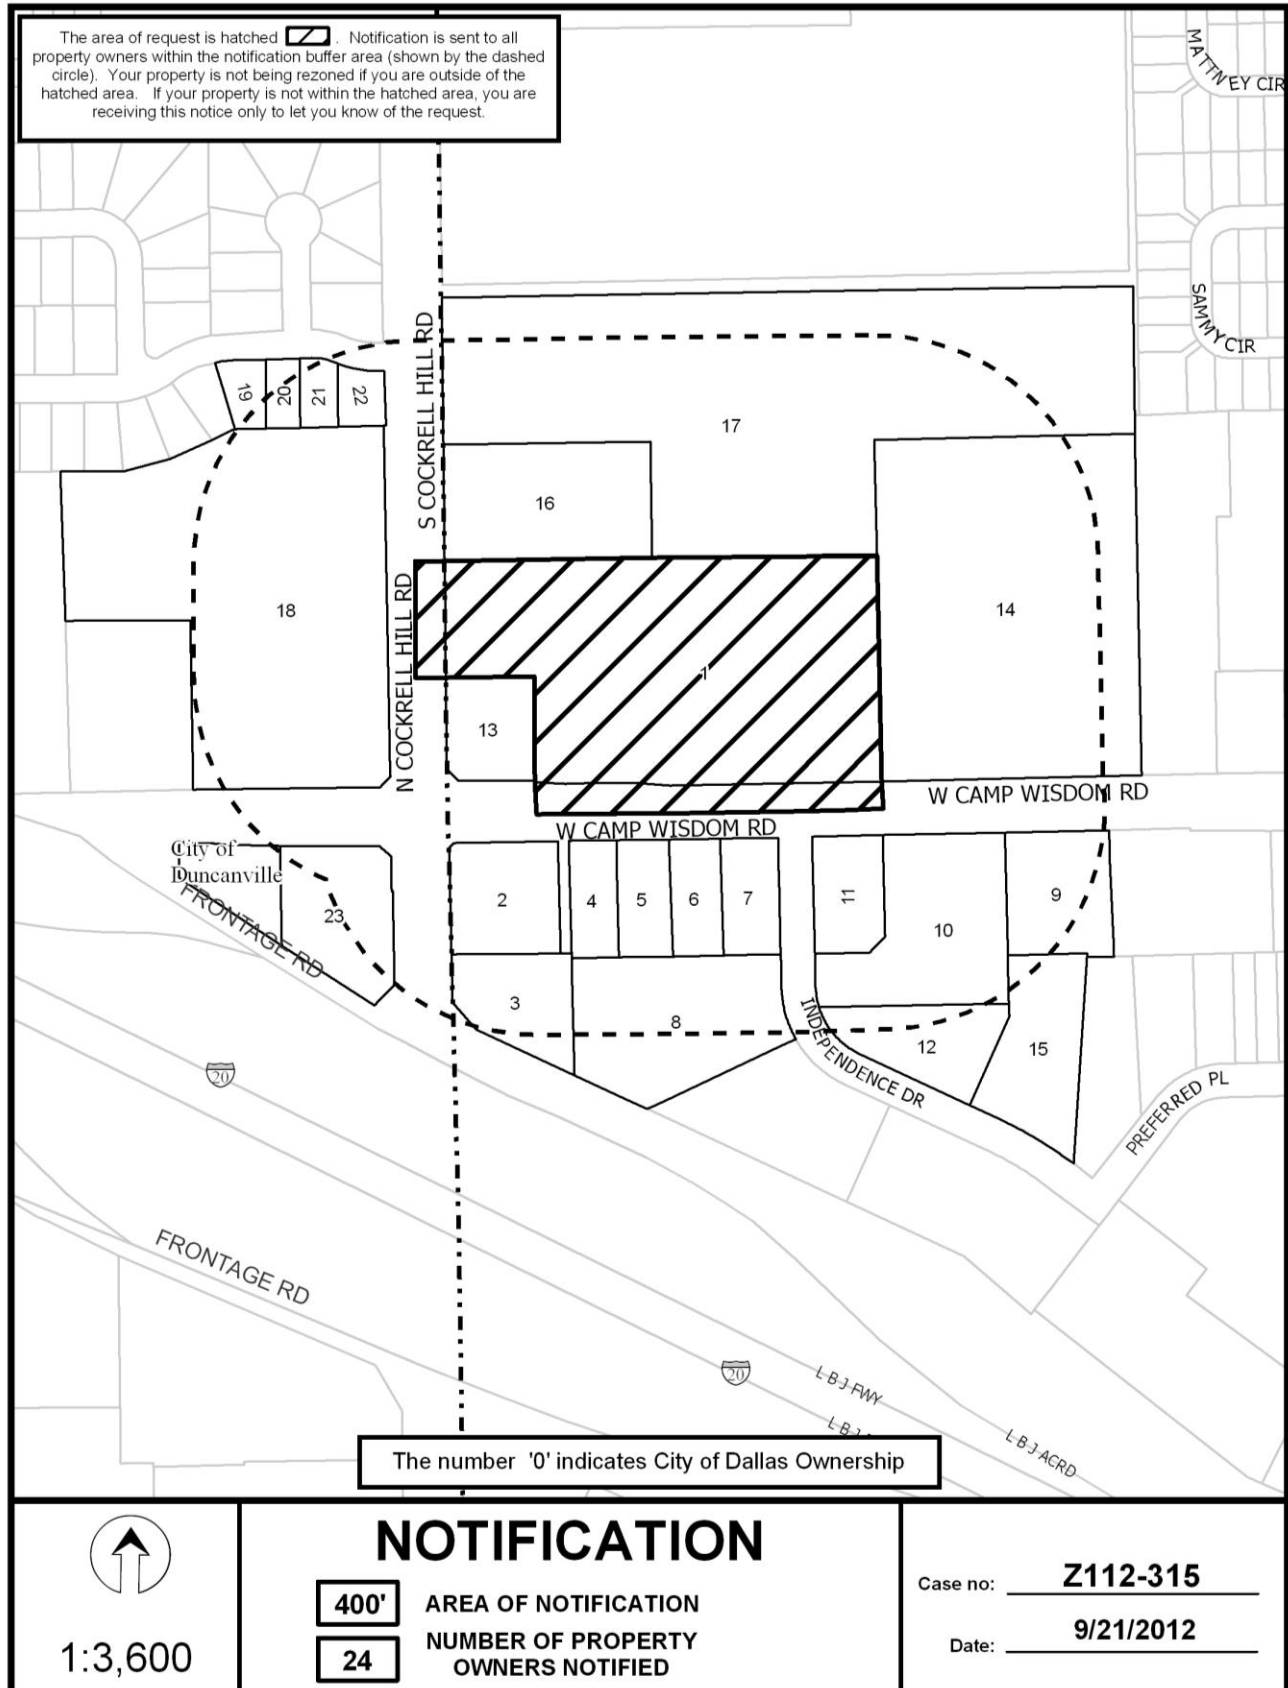 The area of request is hatched . Notification is sent to all
property owners within the notification buffer area (shown by the dashed
circle). Your property is not being rezoned if you are outside of the
hatched area. If your property is not within the hatched area, you are
receiving this notice only to let you know of the request.
MATTNEY CIR
SAMMY CIR
S COCKRELL HILL RD
19
20
21
22
17
16
18
N COCKRELL HILL RD
1
14
13
W CAMP WISDOM RD
W CAMP WISDOM RD
City of
Duncanville
FRONTAGE RD
23
2
4
5
6
7
11
10
9
3
8
INDEPENDENCE DR
12
15
PREFERRED PL
20
FRONTAGE RD
20
L B J FWY
L B J
L B J ACRD
The number '0' indicates City of Dallas Ownership
1:3,600
NOTIFICATION
400' AREA OF NOTIFICATION
24 NUMBER OF PROPERTY
OWNERS NOTIFIED
Case no: Z112-315
Date: 9/21/2012